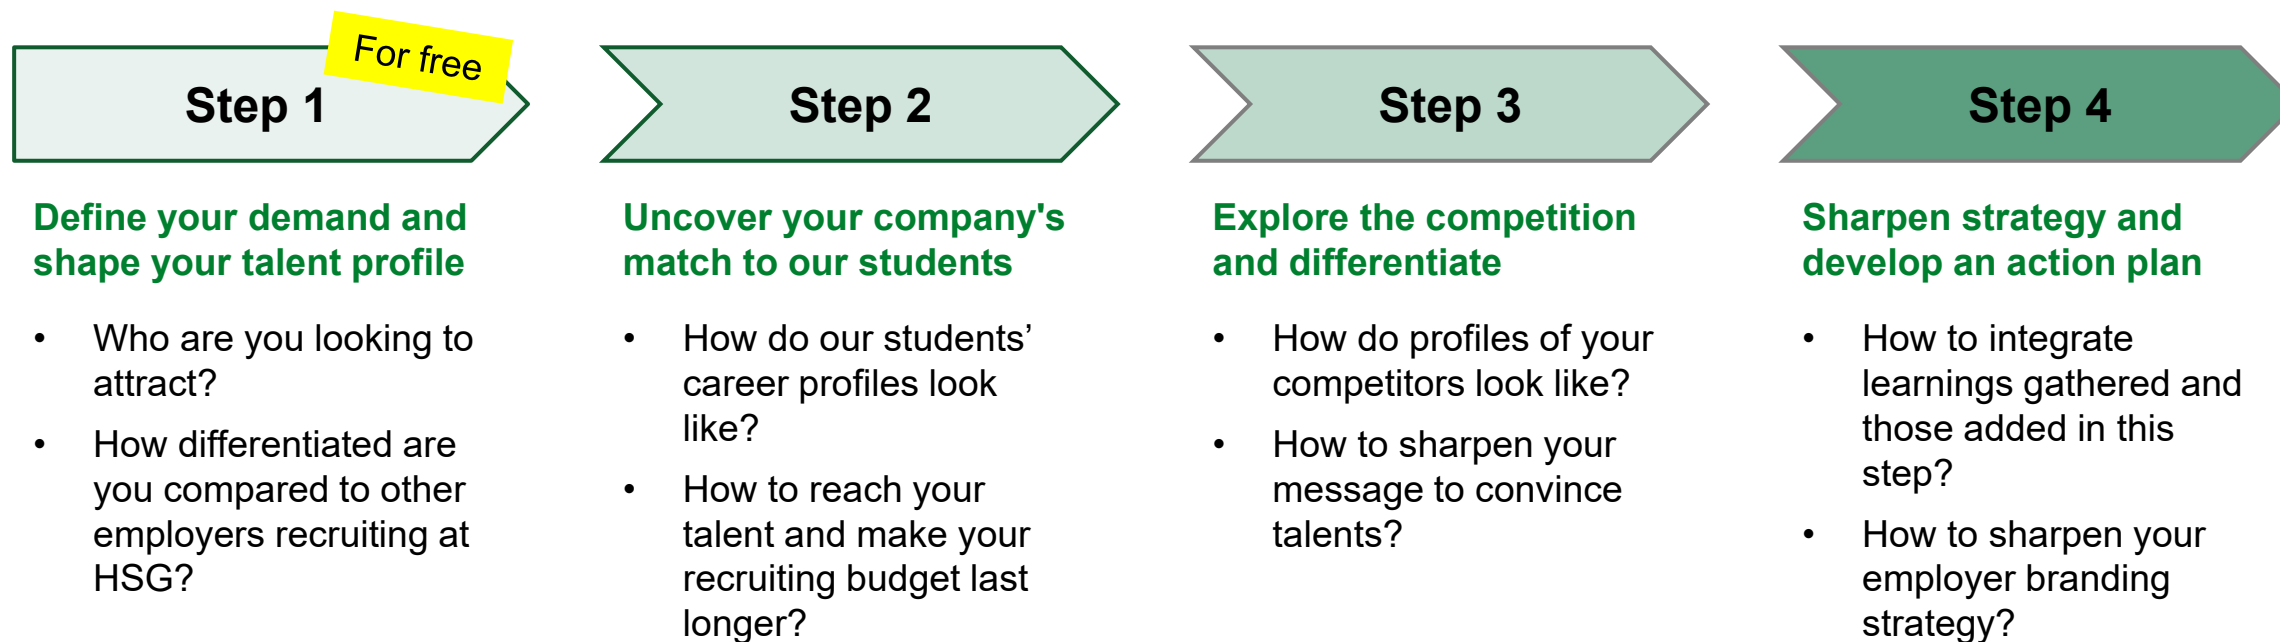 For free
Step 1
Define your demand and
shape your talent profile
• Who are you looking to
attract?
• How differentiated are
you compared to other
employers recruiting at
HSG?
Step 2
Uncover your company's
match to our students
• How do our students’
career profiles look
like?
• How to reach your
talent and make your
recruiting budget last
longer?
Step 3
Explore the competition
and differentiate
• How do profiles of your
competitors look like?
• How to sharpen your
message to convince
talents?
Step 4
Sharpen strategy and
develop an action plan
• How to integrate
learnings gathered and
those added in this
step?
• How to sharpen your
employer branding
strategy?